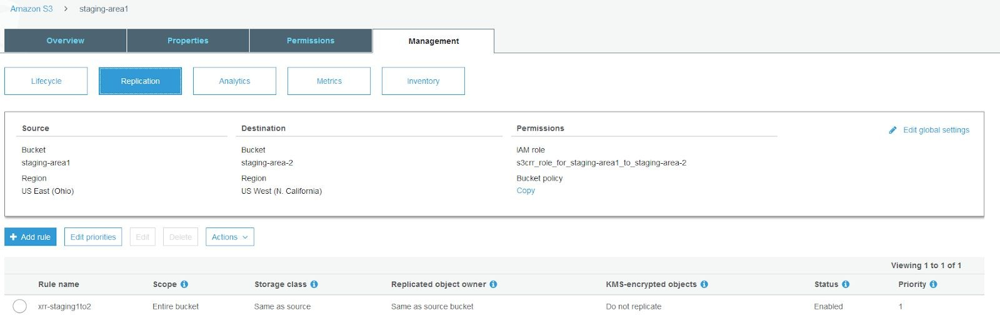 Amazon S3 > staging-area1
Overview Properties Permissions Management
Lifecycle Replication Analytics Metrics Inventory
Source Destination Permissions
Edit global settings
Bucket Bucket IAM role
staging-area1 staging-area-2 s3crr_role_for_staging-area1_to_staging-area-2
Region Region Bucket policy
US East (Ohio) US West (N. California) Copy
+ Add rule Edit priorities Edit Delete Actions
Viewing 1 to 1 of 1
Rule name Scope Storage class Replicated object owner KMS-encrypted objects Status Priority
xrr-staging1to2 Entire bucket Same as source Same as source bucket Do not replicate Enabled 1